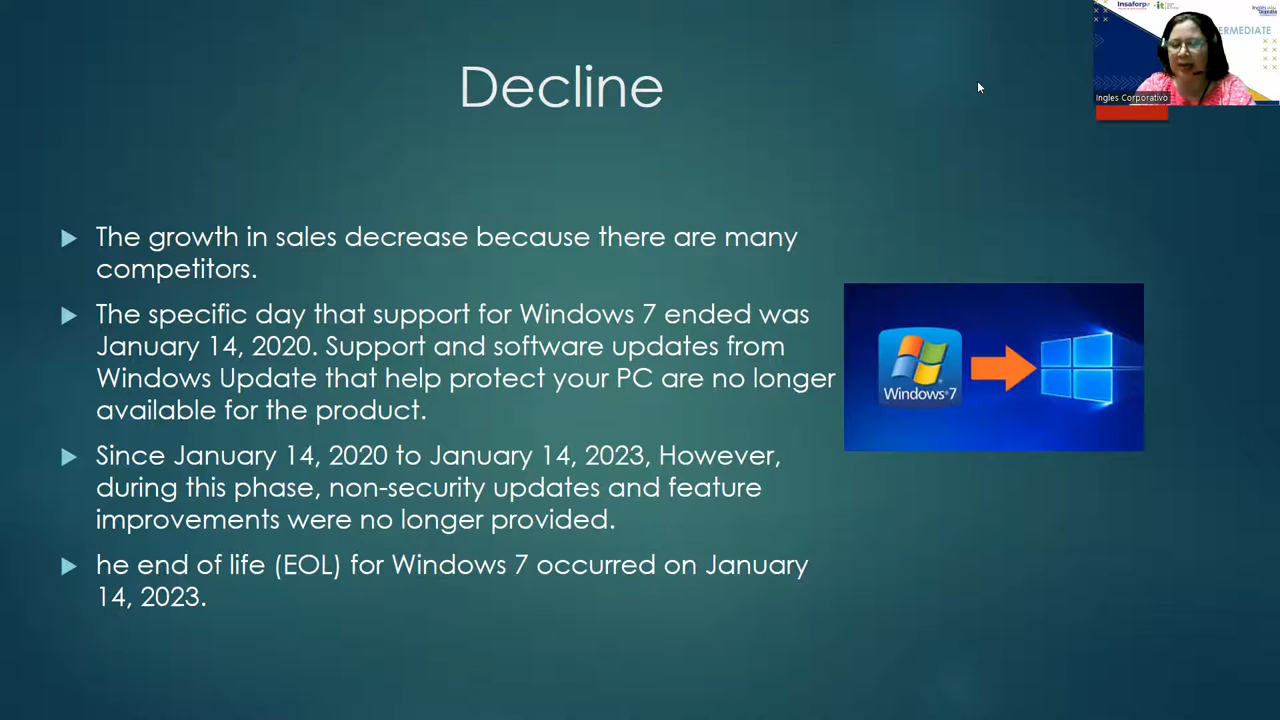 Decline
The growth in sales decrease because there are many
competitors.
The specific day that support for Windows 7 ended was
January 14, 2020. Support and software updates from
Windows Update that help protect your PC are no longer
available for the product.
Since January 14, 2020 to January 14, 2023, However,
during this phase, non-security updates and feature
improvements were no longer provided.
he end of life (EOL) for Windows 7 occurred on January
14, 2023.
Windows 7
Insaforp
ERMEDIATE
Ingles Corporativo